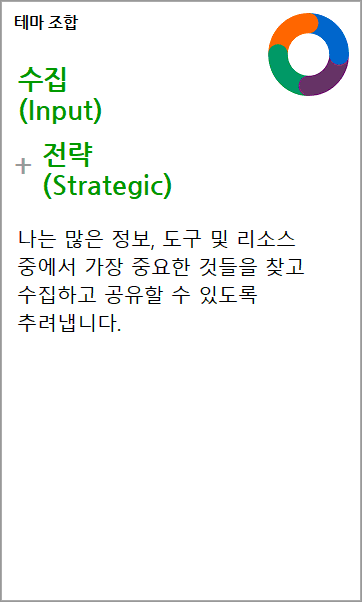 테마 조합
수집
(Input)
+ 전략
(Strategic)
나는 많은 정보, 도구 및 리소스
중에서 가장 중요한 것들을 찾고
수집하고 공유할 수 있도록
추려냅니다.